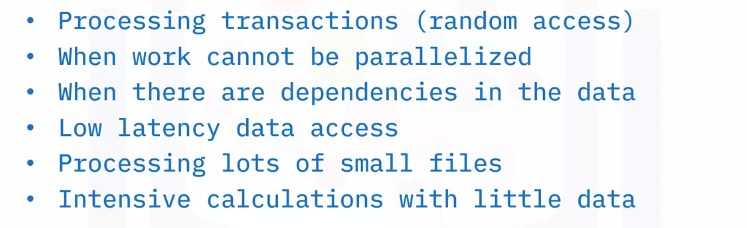 • Processing transactions (random access)
• When work cannot be parallelized
• When there are dependencies in the data
• Low latency data access
• Processing lots of small files
• Intensive calculations with little data